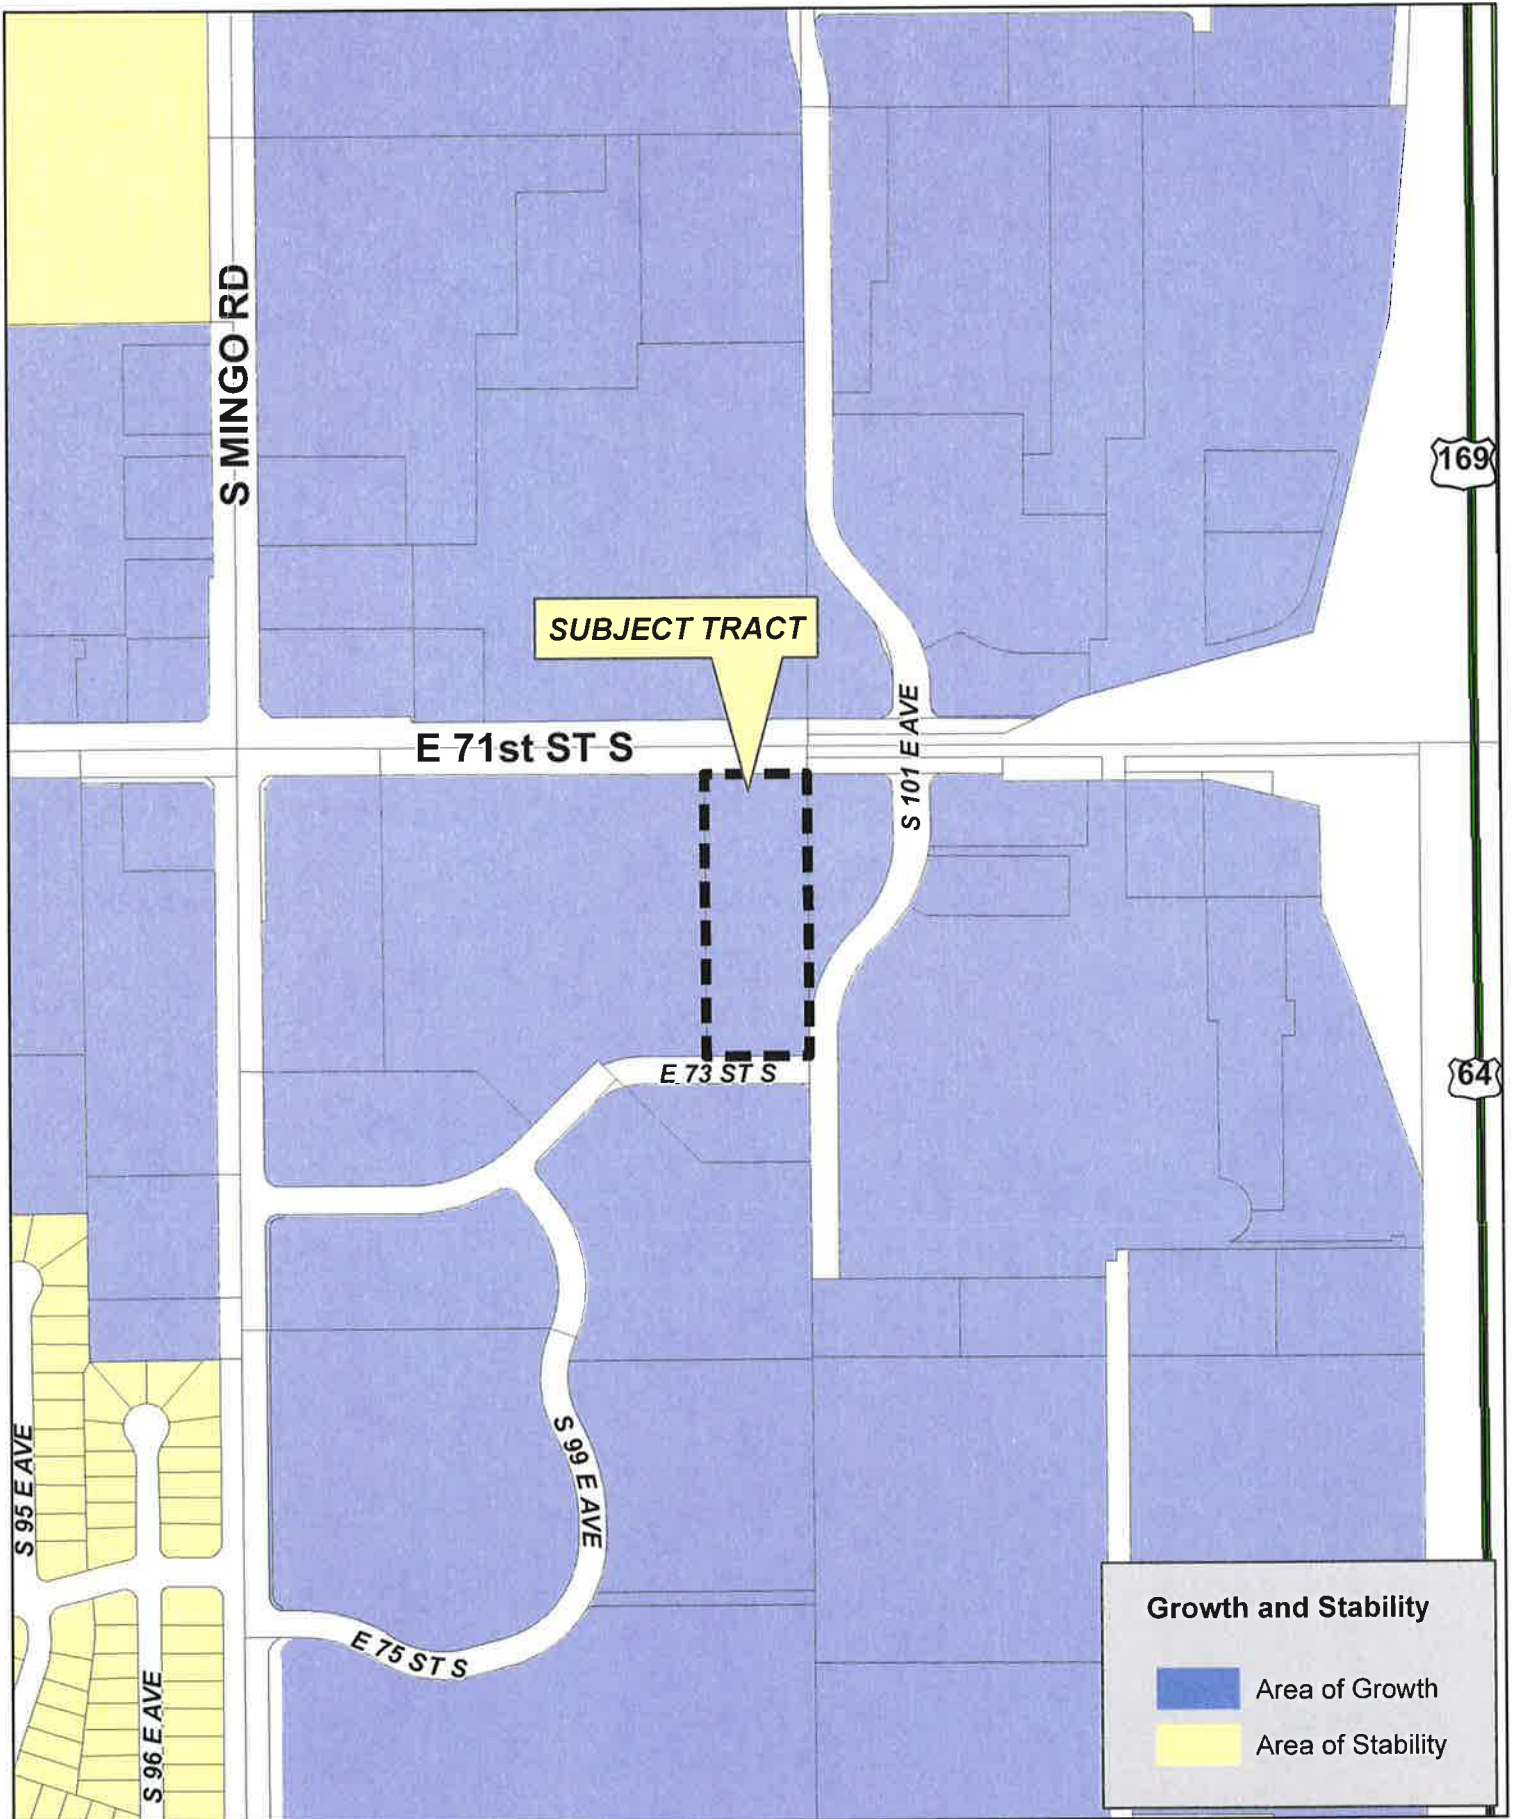 S MINGO RD
169
SUBJECT TRACT
E 71st ST S
S 101 E AVE
E 73 ST S
64
S 99 E AVE
S 95 E AVE
E 75 ST S
S 96 E AVE
Growth and Stability
Area of Growth
Area of Stability